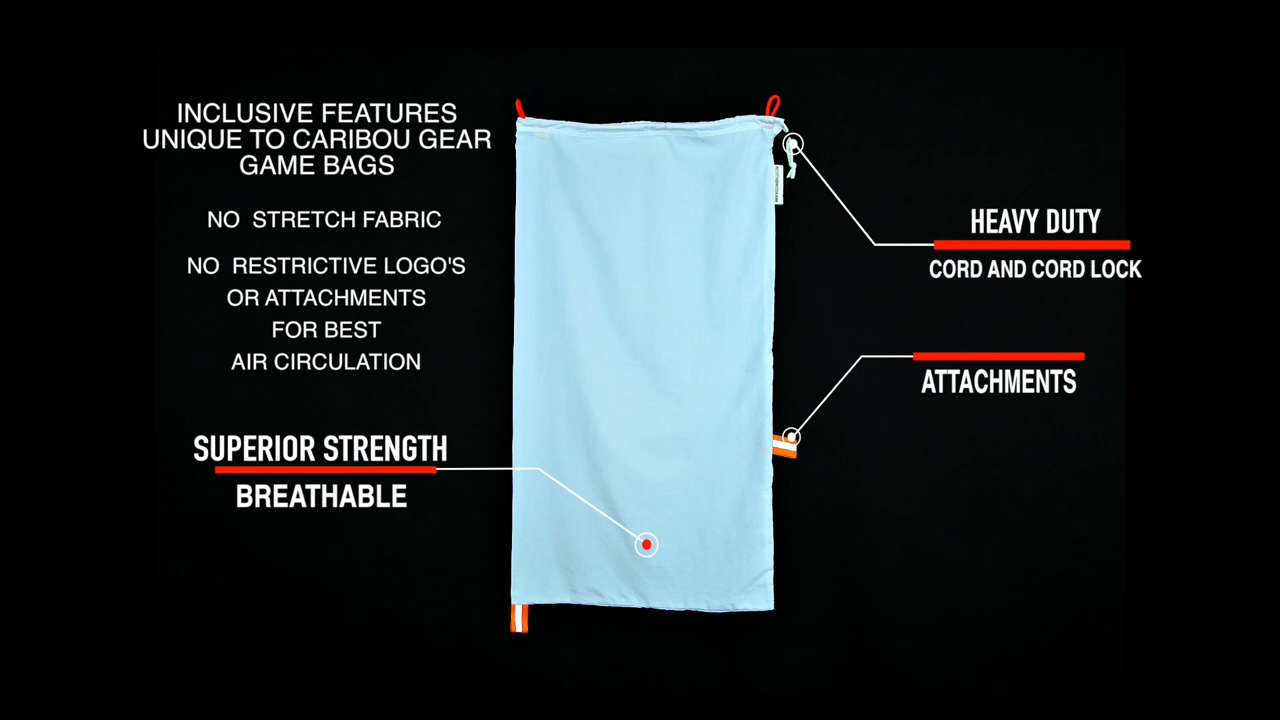 INCLUSIVE FEATURES
UNIQUE TO CARIBOU GEAR
GAME BAGS
NO STRETCH FABRIC
NO RESTRICTIVE LOGO'S
OR ATTACHMENTS
FOR BEST
AIR CIRCULATION
SUPERIOR STRENGTH
BREATHABLE
HEAVY DUTY
CORD AND CORD LOCK
ATTACHMENTS